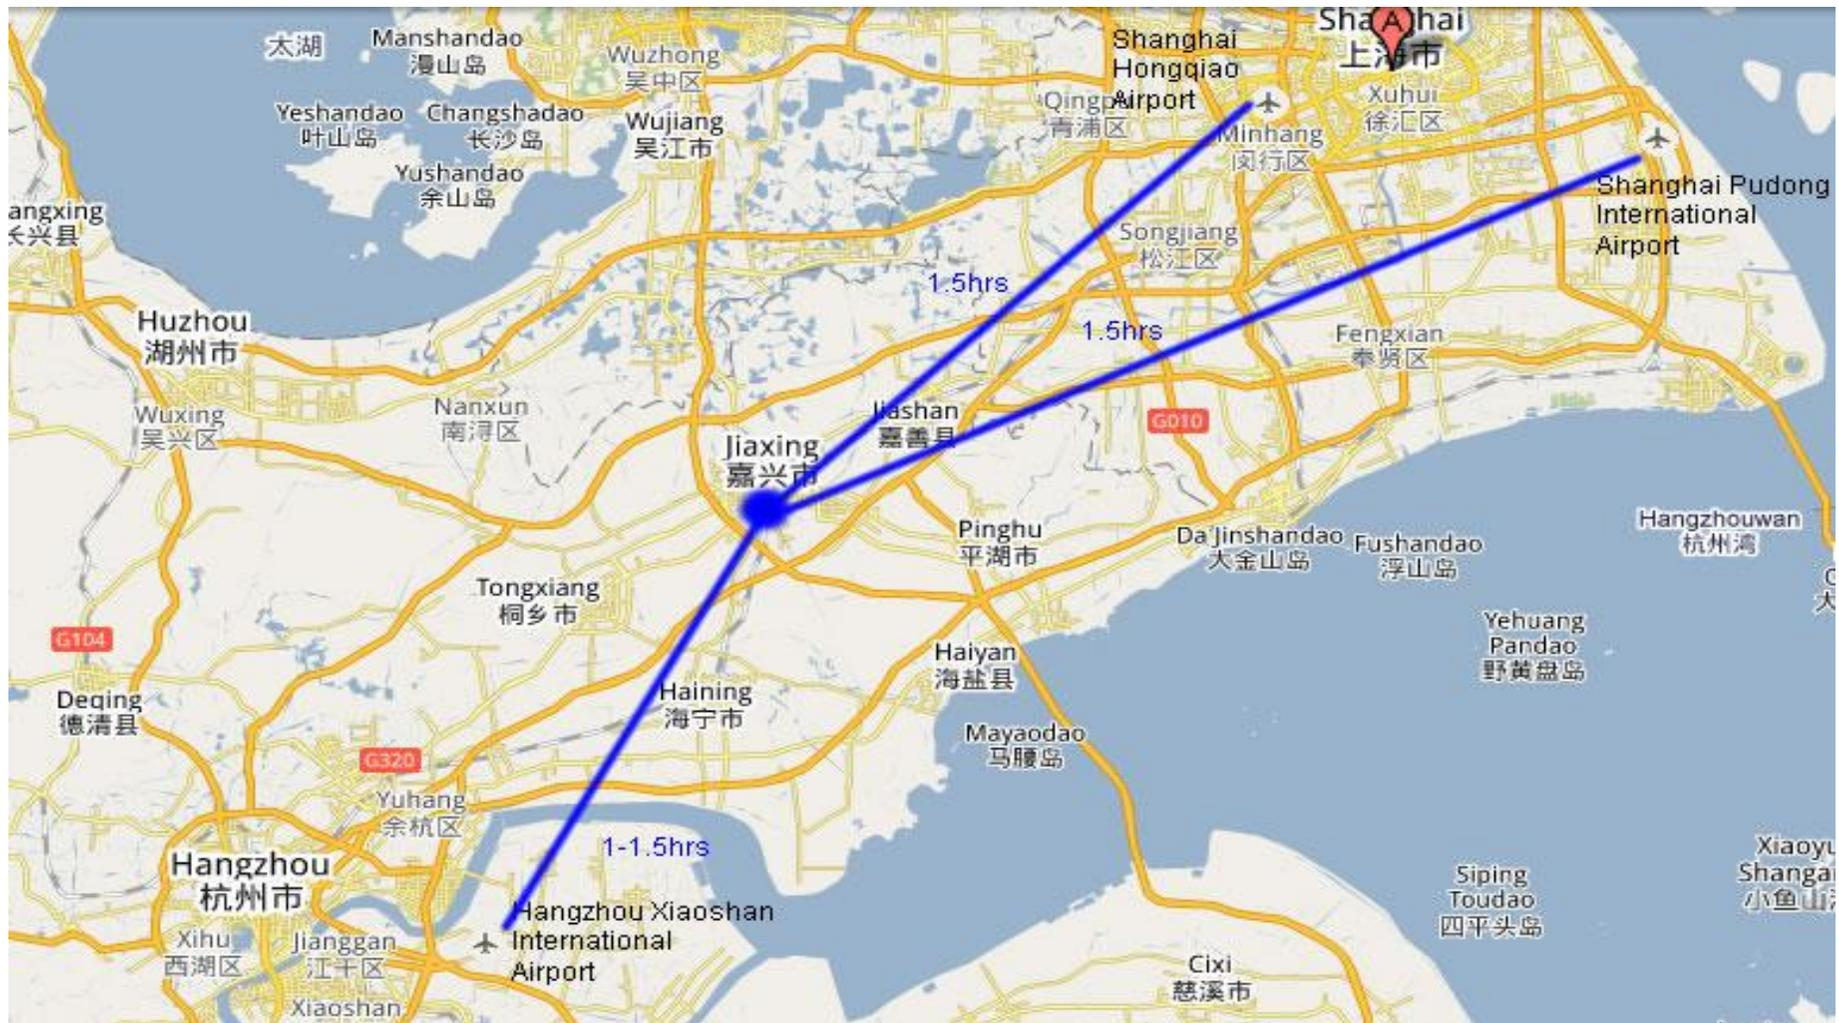 太湖
Manshandao
漫山岛
Wuzhong
吴中区
Shanghai
Hongqiao
Airport
Shanghai
上海市
A
Yeshandao
叶山岛
Changshadao
长沙岛
Wujiang
吴江市
Qingpu
青浦区
Xuhui
徐汇区
Minhang
闵行区
Yushandao
余山岛
angxing
长兴县
Shanghai Pudong
International
Airport
Songjiang
松江区
1.5hrs
1.5hrs
Huzhou
湖州市
Fengxian
奉贤区
Wuxing
吴兴区
Nanxun
南浔区
Jiashan
嘉善县
G010
Jiaxing
嘉兴市
Pinghu
平湖市
Da Jinshandao
大金山岛
Fushandao
浮山岛
Hangzhouwan
杭州湾
Tongxiang
桐乡市
大
G104
Yehuang
Pandao
野黄盘岛
Haiyan
海盐县
Deqing
德清县
Haining
海宁市
Mayaodao
马腰岛
G320
Yuhang
余杭区
1-1.5hrs
Hangzhou
杭州市
Siping
Toudao
四平头岛
Xiaoyu
Shangai
小鱼山
Hangzhou Xiaoshan
International
Airport
Xihu
西湖区
Jianggan
江干区
Xiaoshan
Cixi
慈溪市